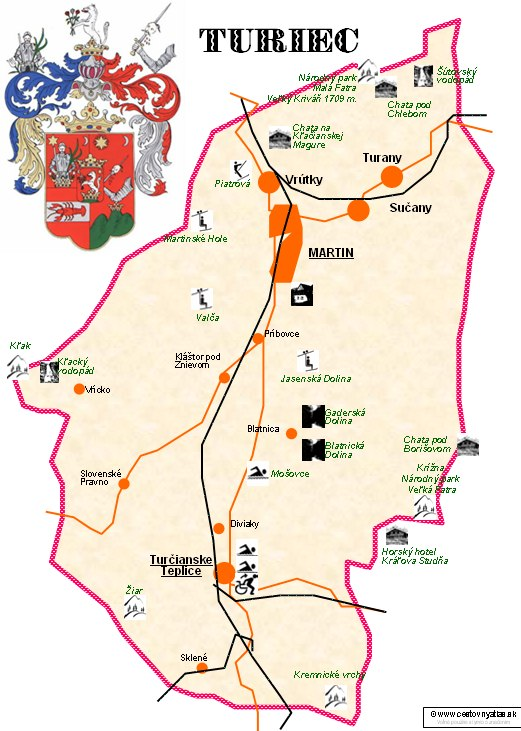 TURIEC
Národný park
Malá Fatra
Veľký Kriváň 1709 m.
Šútovský
vodopád
Chata pod
Chlebom
Chata na
Kľačianskej
Magure
Turany
Piatrová
Vrútky
Sučany
Martinské Hole
MARTIN
Valča
Príbovce
Kľak
Kľacký
vodopád
Kláštor pod
Znievom
Jasenská Dolina
Vrícko
Gaderská
Dolina
Blatnica
Blatnická
Dolina
Chata pod
Borišovom
Krížna
Národný park
Veľká Fatra
Mošovce
Slovenské
Pravno
Diviaky
Horský hotel
Kráľova Studňa
Turčianske
Teplice
Žiar
Sklené
Kremnické vrchy
© www.cestovnyatlas.sk